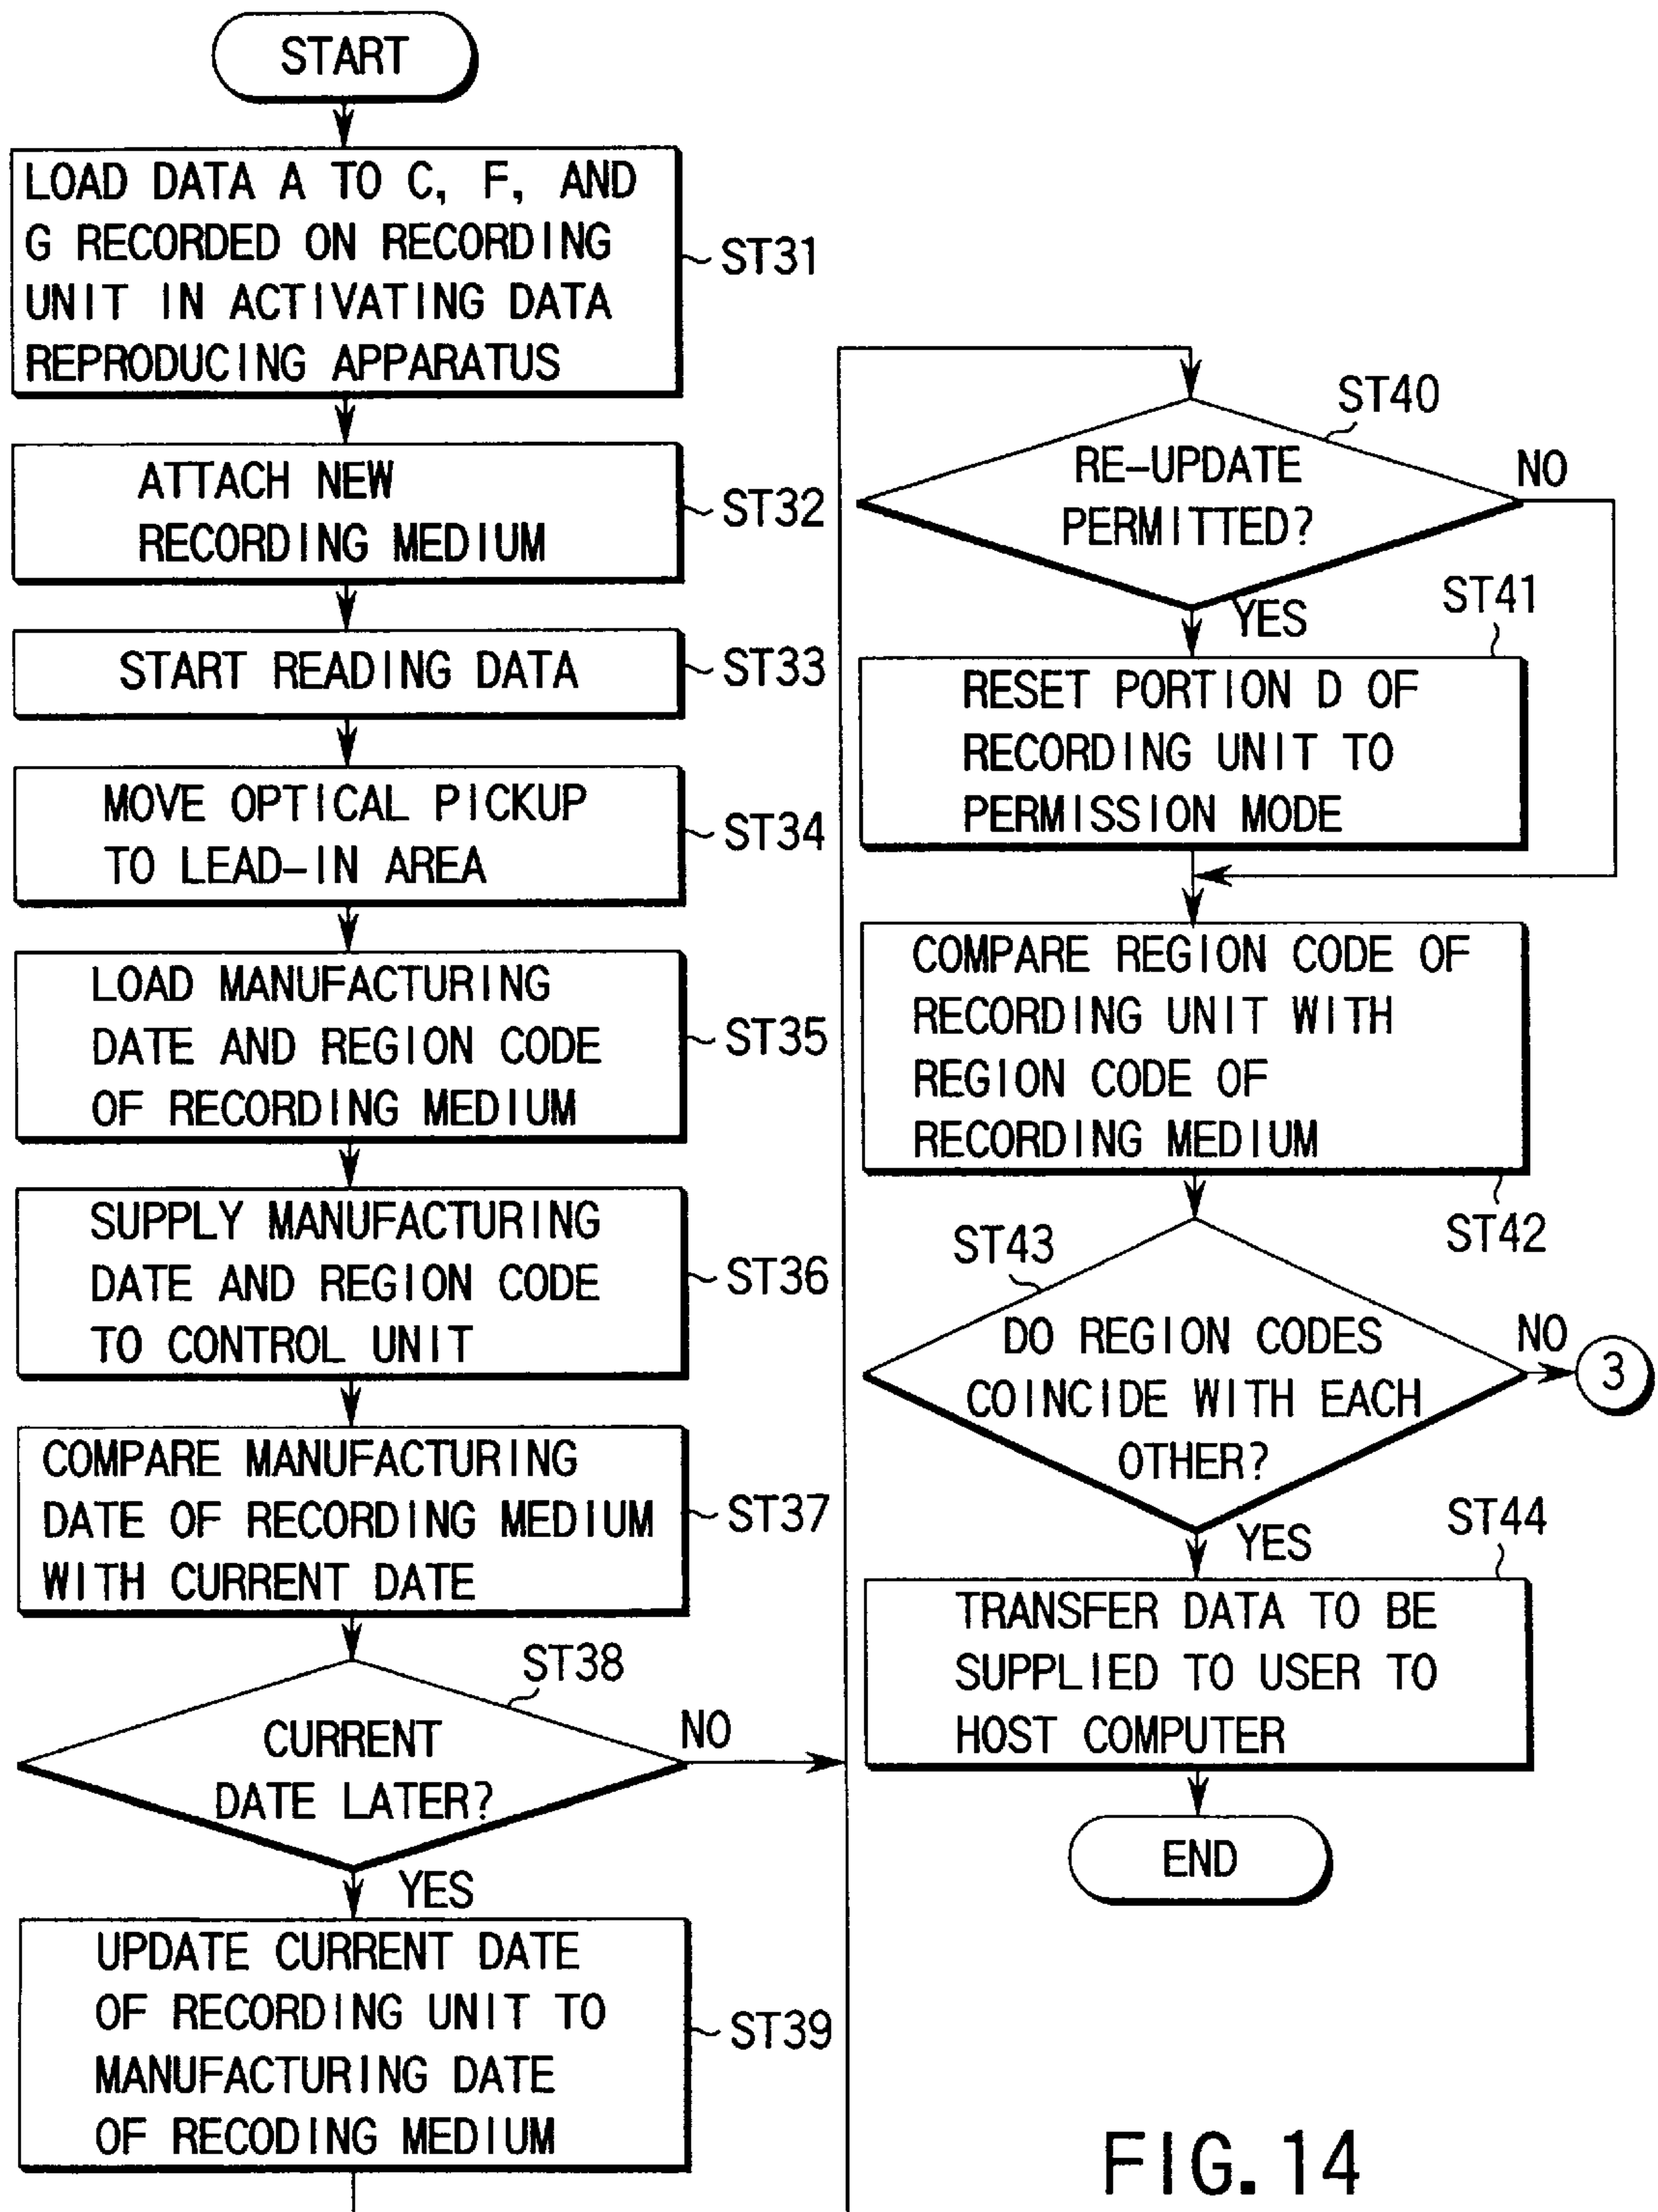 START
LOAD DATA A TO C, F, AND
G RECORDED ON RECORDING
UNIT IN ACTIVATING DATA
REPRODUCING APPARATUS
ST31
ATTACH NEW
RECORDING MEDIUM
ST32
START READING DATA
ST33
MOVE OPTICAL PICKUP
TO LEAD-IN AREA
ST34
LOAD MANUFACTURING
DATE AND REGION CODE
OF RECORDING MEDIUM
ST35
SUPPLY MANUFACTURING
DATE AND REGION CODE
TO CONTROL UNIT
ST36
COMPARE MANUFACTURING
DATE OF RECORDING MEDIUM
WITH CURRENT DATE
ST37
ST38
CURRENT
DATE LATER?
NO
YES
UPDATE CURRENT DATE
OF RECORDING UNIT TO
MANUFACTURING DATE
OF RECODING MEDIUM
ST39
ST40
RE-UPDATE
PERMITTED?
NO
YES
ST41
RESET PORTION D OF
RECORDING UNIT TO
PERMISSION MODE
COMPARE REGION CODE OF
RECORDING UNIT WITH
REGION CODE OF
RECORDING MEDIUM
ST42
ST43
DO REGION CODES
COINCIDE WITH EACH
OTHER?
NO
3
YES
ST44
TRANSFER DATA TO BE
SUPPLIED TO USER TO
HOST COMPUTER
END
FIG. 14